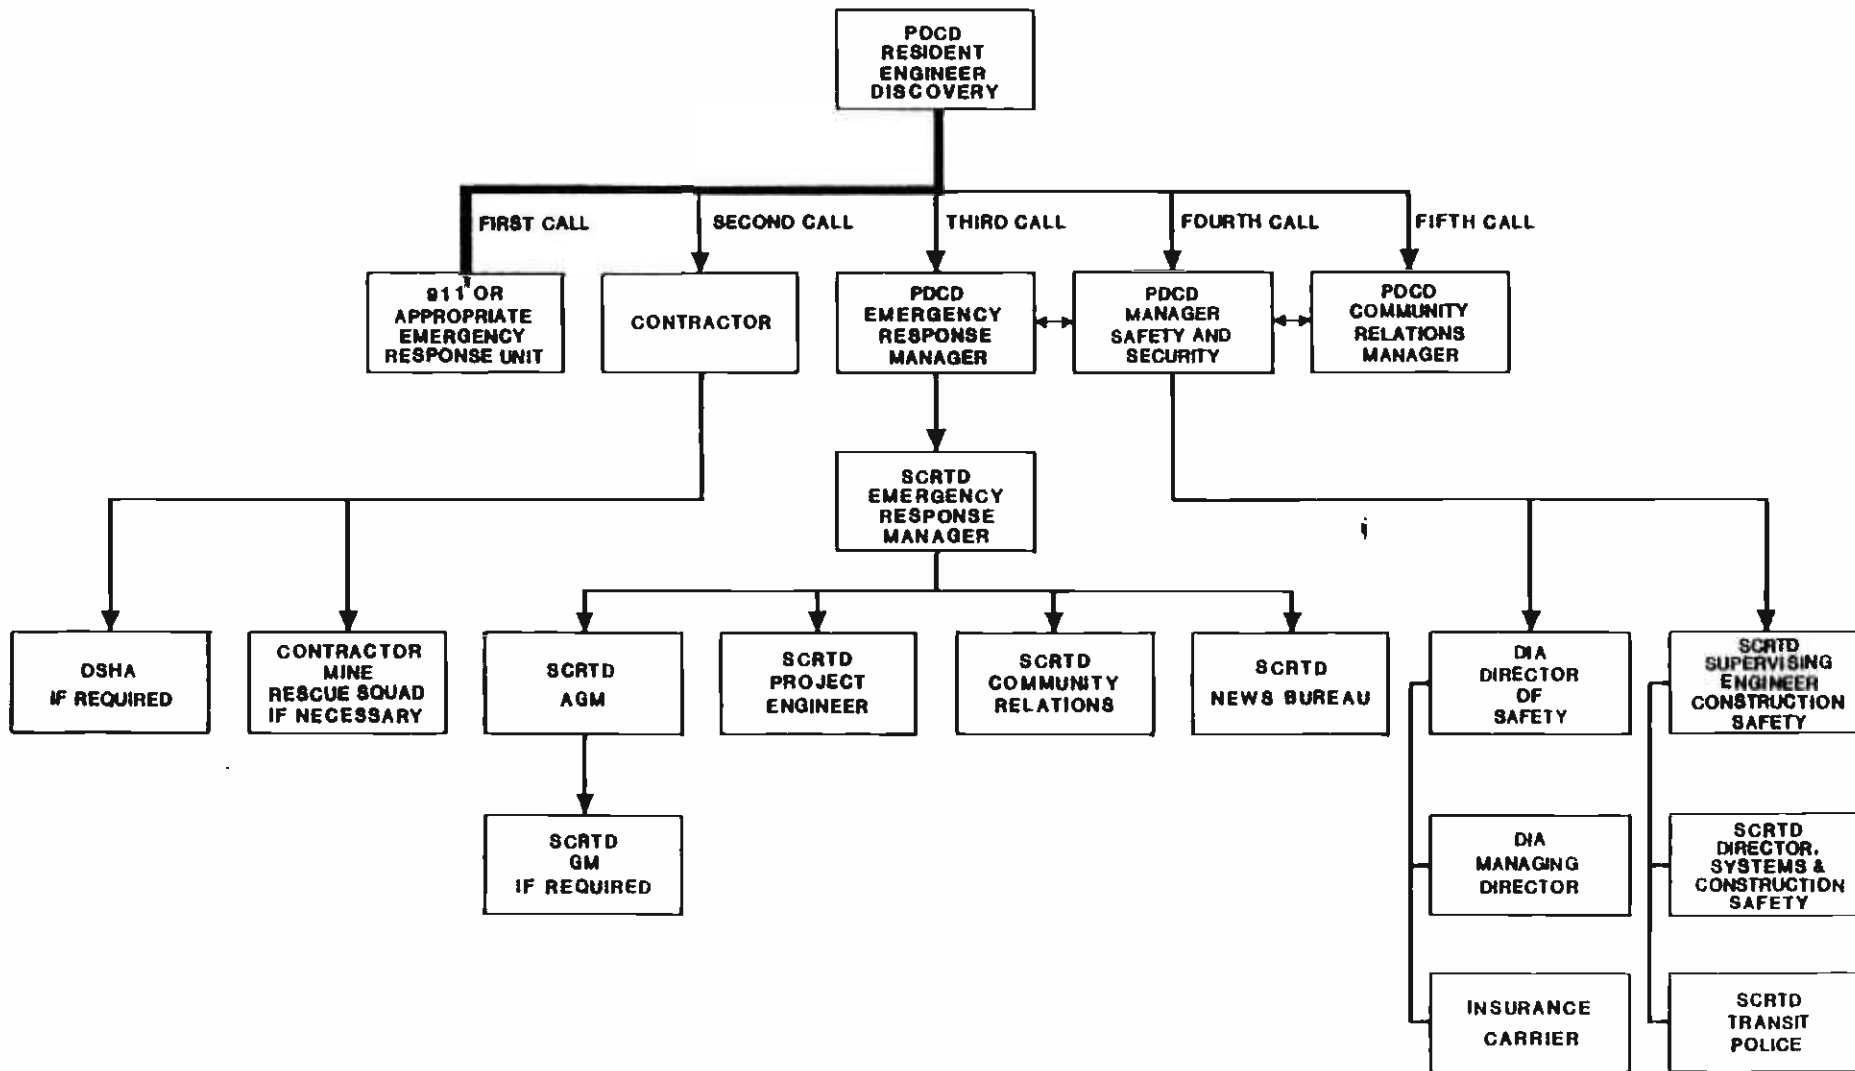 PDCD
RESIDENT
ENGINEER
DISCOVERY
FIRST CALL
SECOND CALL
THIRD CALL
FOURTH CALL
FIFTH CALL
911 OR
APPROPRIATE
EMERGENCY
RESPONSE UNIT
CONTRACTOR
PDCD
EMERGENCY
RESPONSE
MANAGER
PDCD
MANAGER
SAFETY AND
SECURITY
PDCD
COMMUNITY
RELATIONS
MANAGER
SCRTD
EMERGENCY
RESPONSE
MANAGER
OSHA
IF REQUIRED
CONTRACTOR
MINE
RESCUE SQUAD
IF NECESSARY
SCRTD
AGM
SCRTD
PROJECT
ENGINEER
SCRTD
COMMUNITY
RELATIONS
SCRTD
NEWS BUREAU
DIA
DIRECTOR
OF
SAFETY
SCRTD
SUPERVISING
ENGINEER
CONSTRUCTION
SAFETY
SCRTD
GM
IF REQUIRED
DIA
MANAGING
DIRECTOR
SCRTD
DIRECTOR,
SYSTEMS &
CONSTRUCTION
SAFETY
INSURANCE
CARRIER
SCRTD
TRANSIT
POLICE